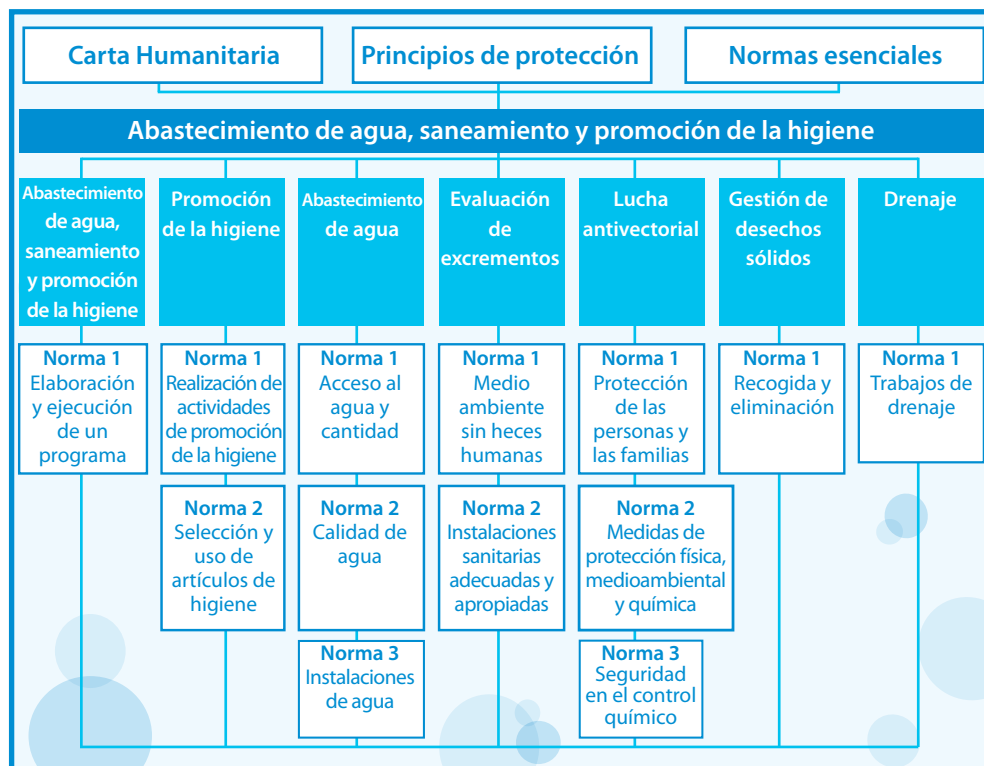 Carta Humanitaria
Principios de protección
Normas esenciales
Abastecimiento de agua, saneamiento y promoción de la higiene
Abastecimiento
de agua,
saneamiento
y promoción
de la higiene
Promoción
de la higiene
Abastecimiento
de agua
Evaluación
de
excrementos
Lucha
antivectorial
Gestión de
desechos
sólidos
Drenaje
Norma 1
Elaboración
y ejecución
de un
programa
Norma 1
Realización de
actividades
de promoción
de la higiene
Norma 1
Acceso al
agua y
cantidad
Norma 1
Medio
ambiente
sin heces
humanas
Norma 1
Protección
de las
personas y
las familias
Norma 1
Recogida y
eliminación
Norma 1
Trabajos de
drenaje
Norma 2
Selección y
uso de
artículos de
higiene
Norma 2
Calidad de
agua
Norma 2
Instalaciones
sanitarias
adecuadas y
apropiadas
Norma 2
Medidas de
protección física,
medioambiental
y química
Norma 3
Instalaciones
de agua
Norma 3
Seguridad
en el control
químico